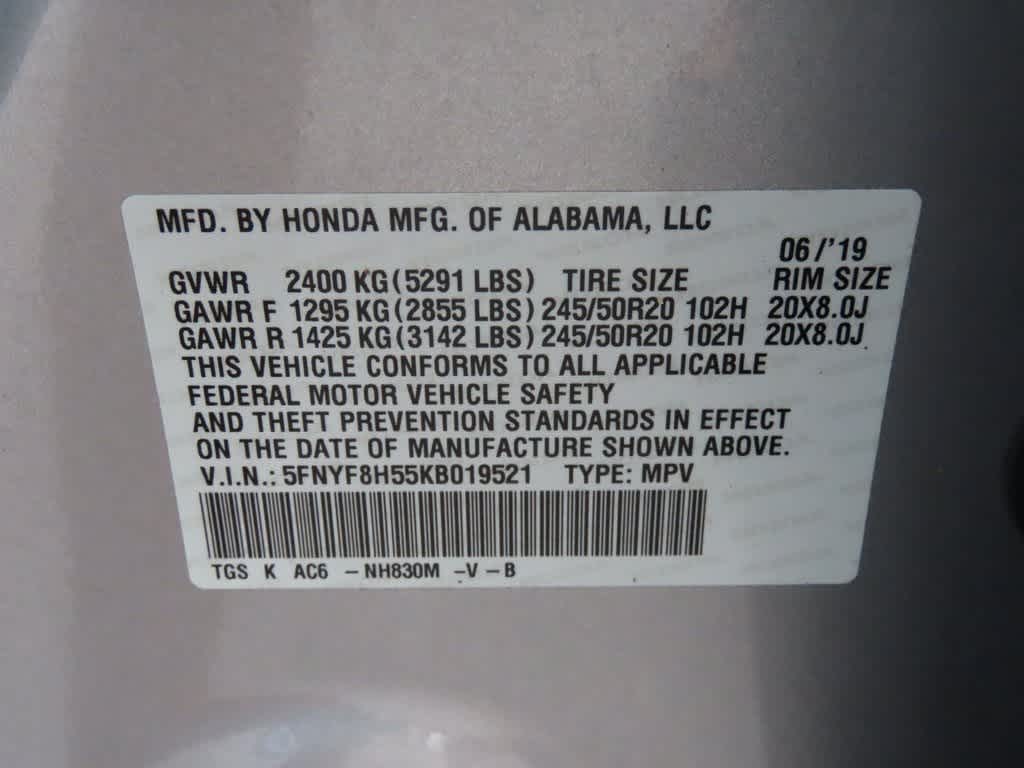 MFD. BY HONDA MFG. OF ALABAMA, LLC
06/'19
GVWR 2400 KG(5291 LBS) TIRE SIZE RIM SIZE
GAWR F 1295 KG(2855 LBS) 245/50R20 102H 20X8.0J
GAWR R 1425 KG(3142 LBS) 245/50R20 102H 20X8.0J
THIS VEHICLE CONFORMS TO ALL APPLICABLE
FEDERAL MOTOR VEHICLE SAFETY
AND THEFT PREVENTION STANDARDS IN EFFECT
ON THE DATE OF MANUFACTURE SHOWN ABOVE.
V.I.N.: 5FNYF8H55KB019521 TYPE: MPV
TGS K AC6 – NH830M –V – B